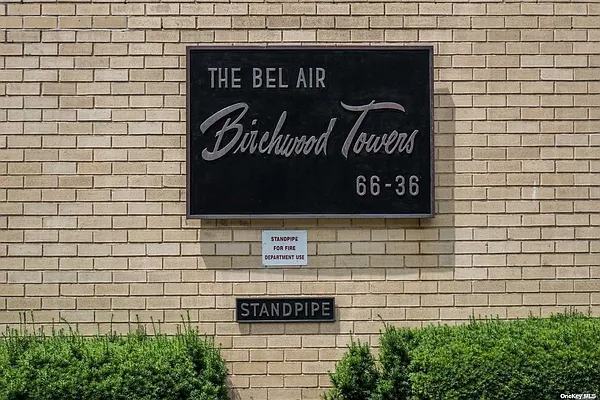 THE BEL AIR
Birchwood Towers
66-36
STANDPIPE
FOR FIRE
DEPARTMENT USE
STANDPIPE
OneKey MLS